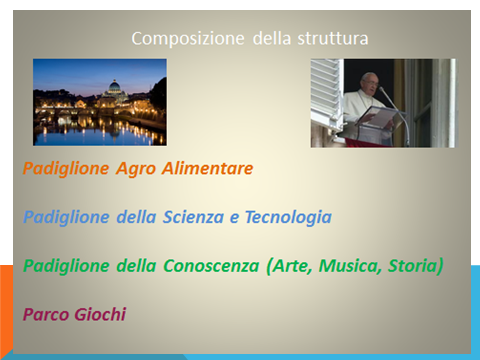 Composizione della struttura
Padiglione Agro Alimentare
Padiglione della Scienza e Tecnologia
Padiglione della Conoscenza (Arte, Musica, Storia)
Parco Giochi